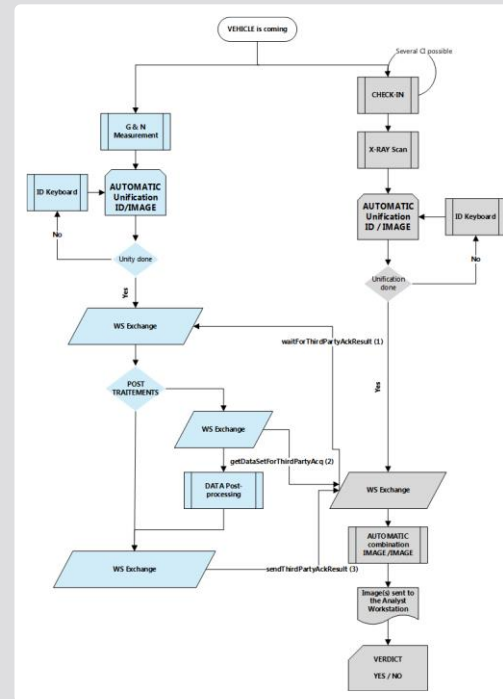 VEHICLE is coming
Several CI possible
CHECK-IN
G & N
Measurement
X-RAY Scan
ID Keyboard
AUTOMATIC
Unification
ID/IMAGE
AUTOMATIC
Unification
ID / IMAGE
ID Keyboard
No
No
Unity done
Unification
done
Yes
WS Exchange
waitForThirdPartyAckResult (1)
Yes
POST
TRAITEMENTS
WS Exchange
getDataSetForThirdPartyAcq (2)
DATA Post-
processing
WS Exchange
AUTOMATIC
combination
IMAGE /IMAGE
WS Exchange
sendThirdPartyAckResult (3)
Image(s) sent to
the Analyst
Workstation
VERDICT
YES / NO